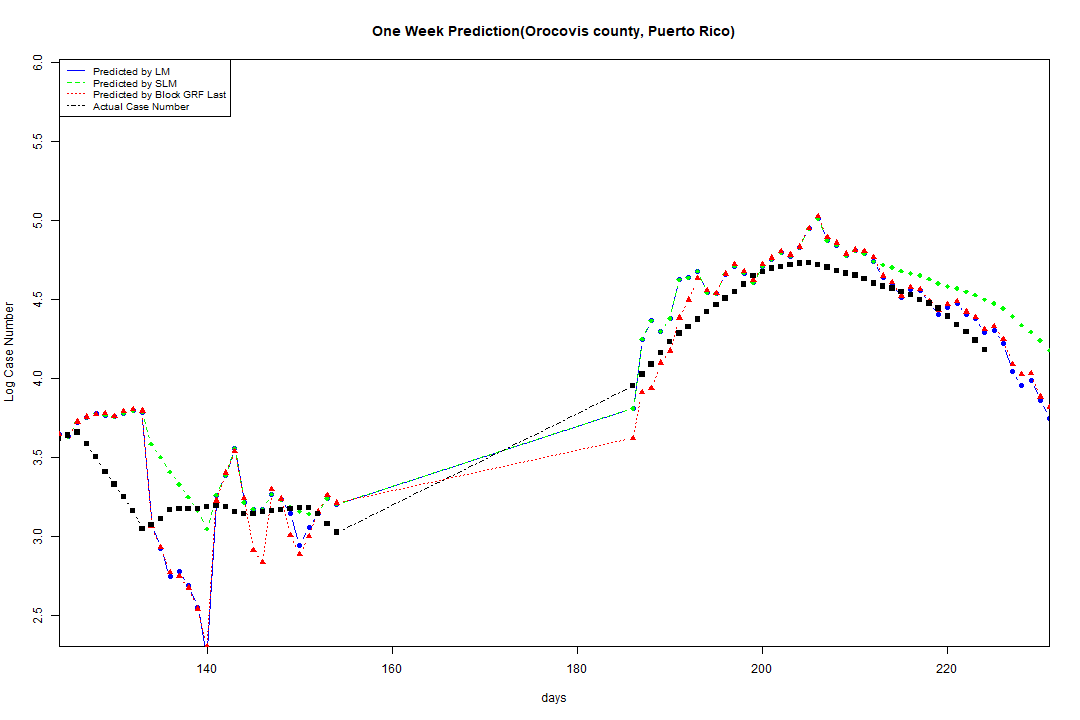 One Week Prediction(Orocovis county, Puerto Rico)
Predicted by LM
Predicted by SLM
Predicted by Block GRF Last
Actual Case Number
6.0
5.5
5.0
4.5
4.0
3.5
3.0
2.5
Log Case Number
140 160 180 200 220
days